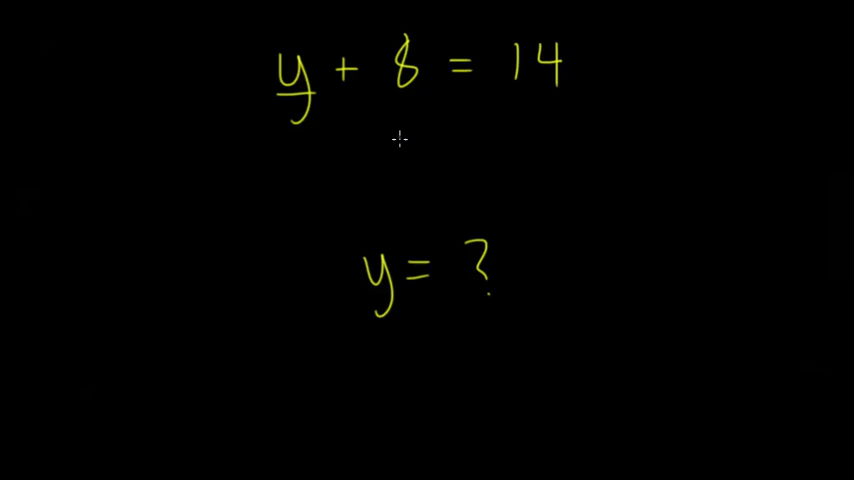 y + 8 = 14
y = ?